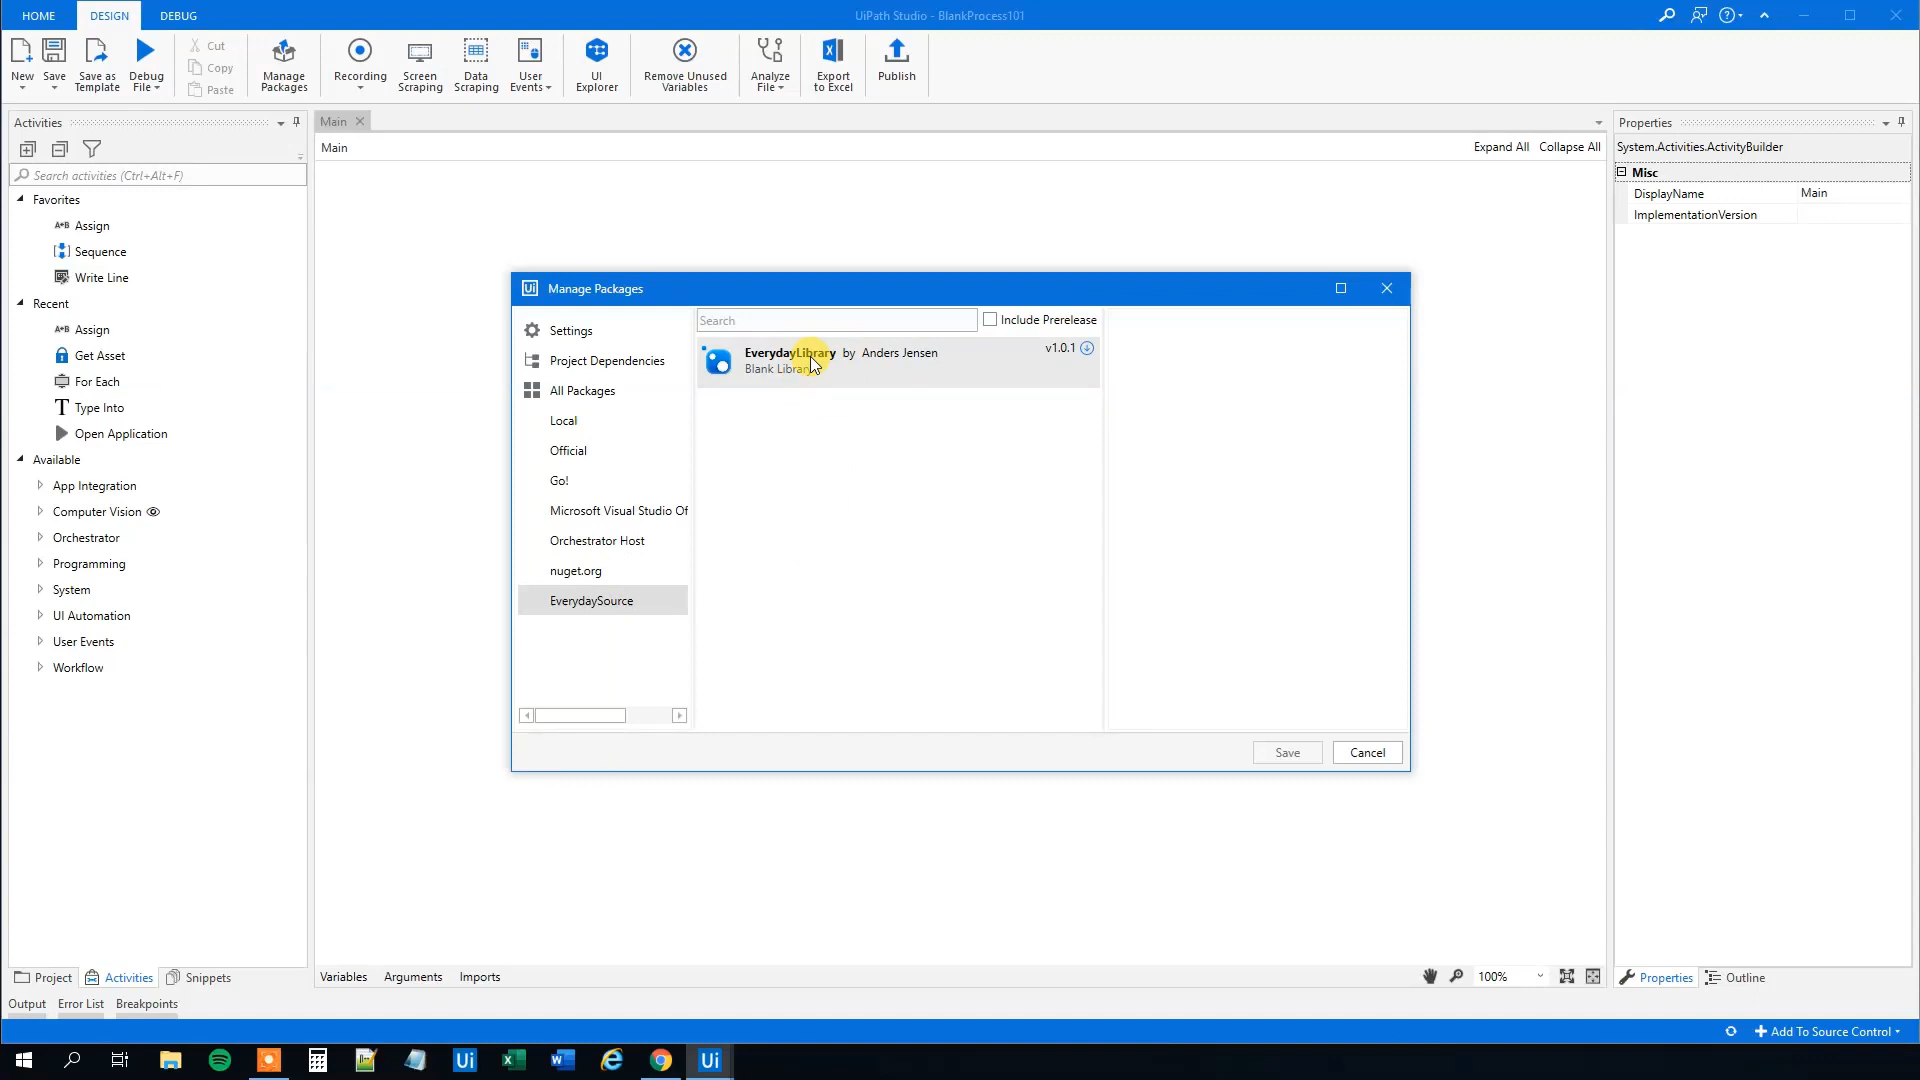 HOME
DESIGN
DEBUG
UiPath Studio - BlankProcess101
New
Save
Save as
Template
Debug
File
Cut
Copy
Paste
Manage
Packages
Recording
Screen
Scraping
Data
Scraping
User
Events
UI
Explorer
Remove Unused
Variables
Analyze
File
Export
to Excel
Publish
Activities
Search activities (Ctrl+Alt+F)
Favorites
A*B Assign
Sequence
Write Line
Recent
A*B Assign
Get Asset
For Each
Type Into
Open Application
Available
App Integration
Computer Vision
Orchestrator
Programming
System
UI Automation
User Events
Workflow
Project
Activities
Snippets
Main
Main
Expand All
Collapse All
Ui Manage Packages
Settings
Project Dependencies
All Packages
Local
Official
Go!
Microsoft Visual Studio Of
Orchestrator Host
nuget.org
EverydaySource
Search
Include Prerelease
EverydayLibrary by Anders Jensen
v1.0.1
Blank Library
Save
Cancel
Variables
Arguments
Imports
100%
Properties
System.Activities.ActivityBuilder
Misc
DisplayName
Main
ImplementationVersion
Properties
Outline
Output
Error List
Breakpoints
Add To Source Control
Ui
Ui